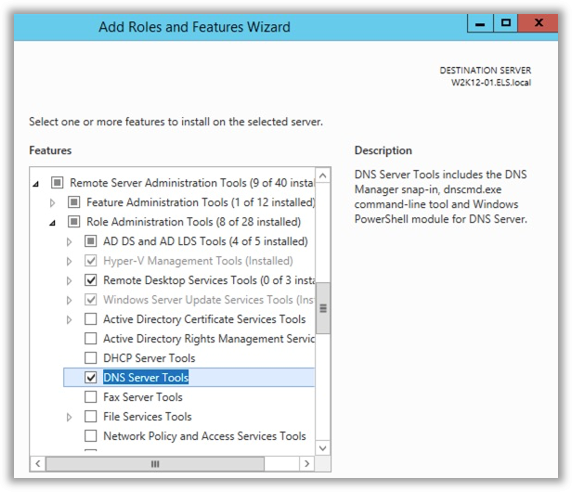 Add Roles and Features Wizard
DESTINATION SERVER
W2K12-01.ELS.local
Select one or more features to install on the selected server.
Features
Description
Remote Server Administration Tools (9 of 40 instal
Feature Administration Tools (1 of 12 installed)
Role Administration Tools (8 of 28 installed)
AD DS and AD LDS Tools (4 of 5 installed)
Hyper-V Management Tools (Installed)
Remote Desktop Services Tools (0 of 3 insta
Windows Server Update Services Tools (Ins
Active Directory Certificate Services Tools
Active Directory Rights Management Servic
DHCP Server Tools
DNS Server Tools
Fax Server Tools
File Services Tools
Network Policy and Access Services Tools
DNS Server Tools includes the DNS
Manager snap-in, dnscmd.exe
command-line tool and Windows
PowerShell module for DNS Server.